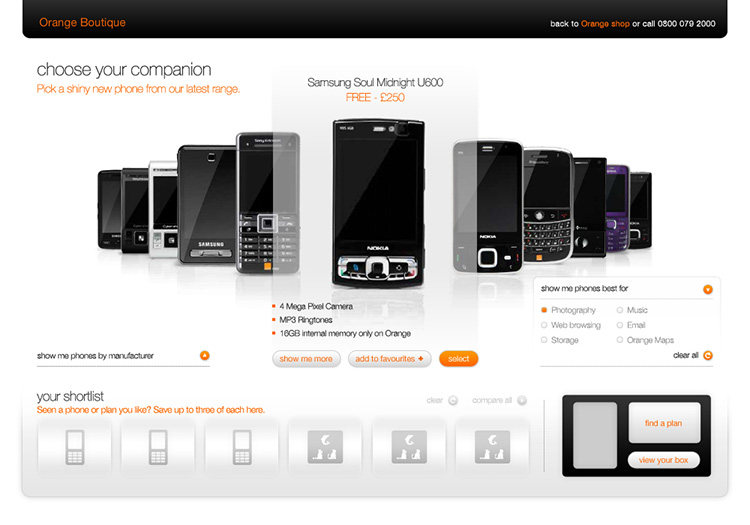 Orange Boutique
back to Orange shop or call 0800 079 2000
choose your companion
Pick a shiny new phone from our latest range.
Samsung Soul Midnight U600
FREE - £250
SAMSUNG
NOKIA
NOKIA
4 Mega Pixel Camera
MP3 Ringtones
16GB internal memory only on Orange
show me phones best for
Photography
Music
Web browsing
Email
Storage
Orange Maps
clear all
show me phones by manufacturer
show me more
add to favourites +
select
your shortlist
Seen a phone or plan you like? Save up to three of each here.
clear
compare all
find a plan
view your box